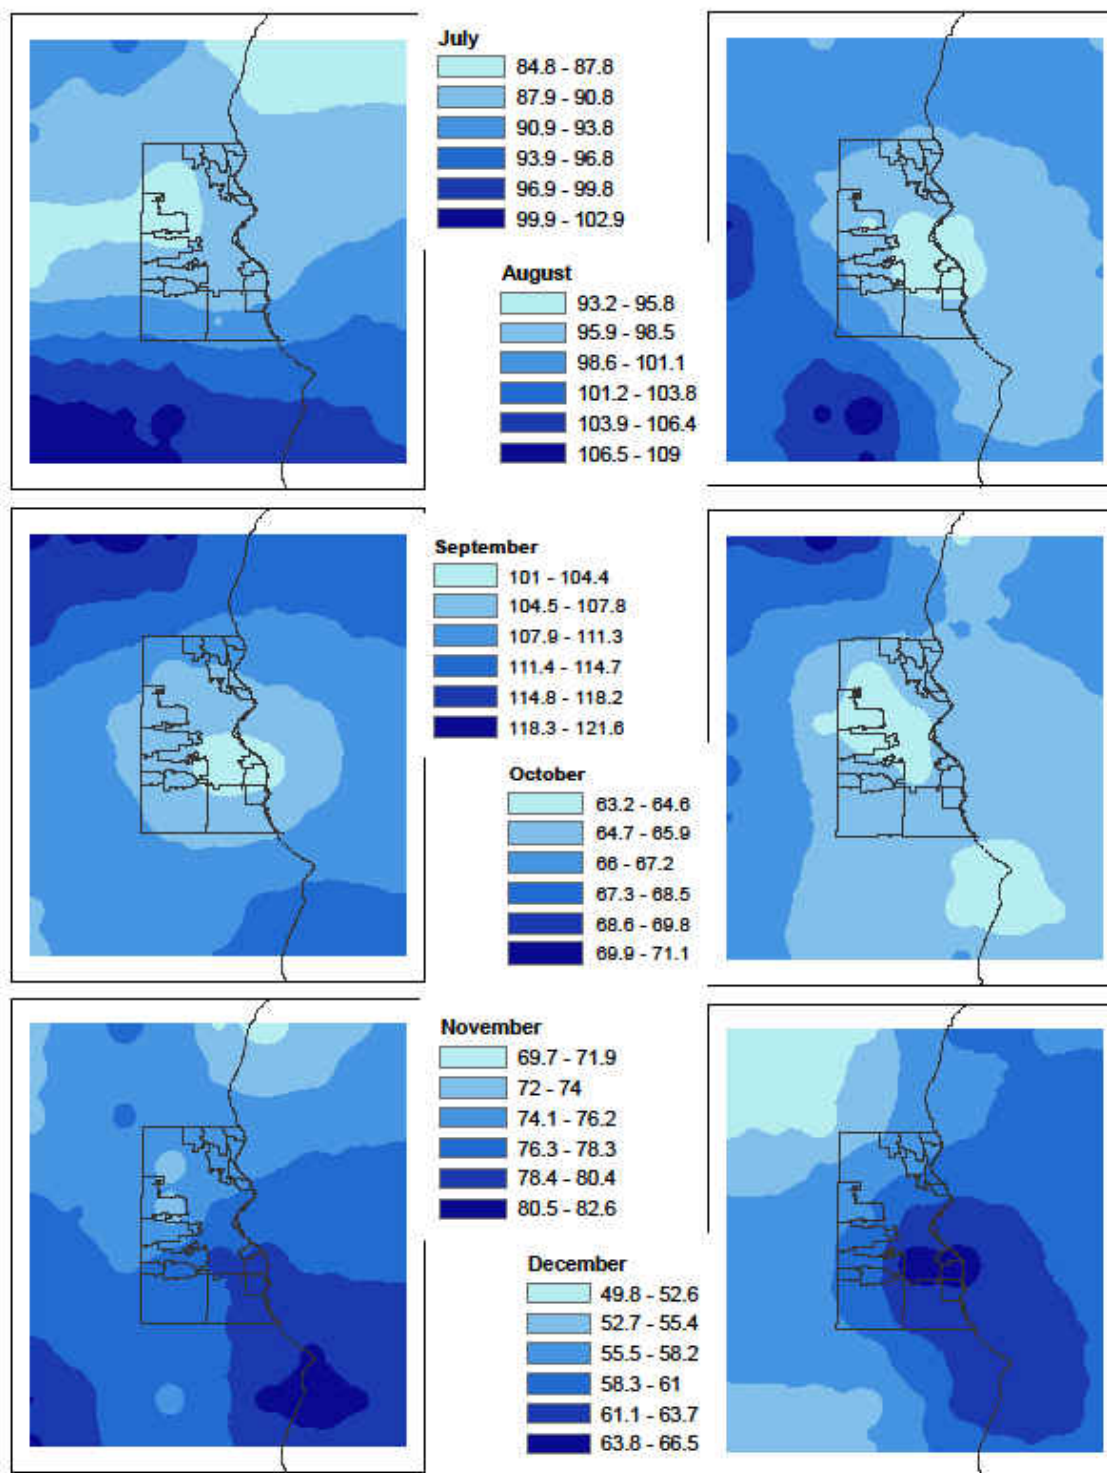 July
84.8 - 87.8
87.9 - 90.8
90.9 - 93.8
93.9 - 96.8
96.9 - 99.8
99.9 - 102.9
August
93.2 - 95.8
95.9 - 98.5
98.6 - 101.1
101.2 - 103.8
103.9 - 106.4
106.5 - 109
September
101 - 104.4
104.5 - 107.8
107.9 - 111.3
111.4 - 114.7
114.8 - 118.2
118.3 - 121.6
October
63.2 - 64.6
64.7 - 65.9
66 - 67.2
67.3 - 68.5
68.6 - 69.8
69.9 - 71.1
November
69.7 - 71.9
72 - 74
74.1 - 76.2
76.3 - 78.3
78.4 - 80.4
80.5 - 82.6
December
49.8 - 52.6
52.7 - 55.4
55.5 - 58.2
58.3 - 61
61.1 - 63.7
63.8 - 66.5